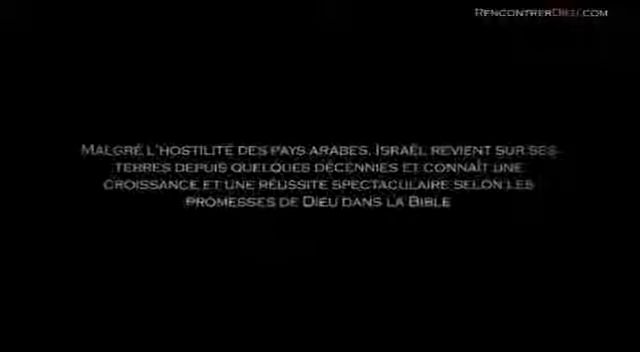 RENCONTRERDIEU.COM
MALGRÉ L'HOSTILITÉ DES PAYS ARABES, ISRAËL REVIENT SUR SES
TERRES DEPUIS QUELQUES DÉCENNIES ET CONNAÎT UNE
CROISSANCE ET UNE RÉUSSITE SPECTACULAIRE SELON LES
PROMESSES DE DIEU DANS LA BIBLE